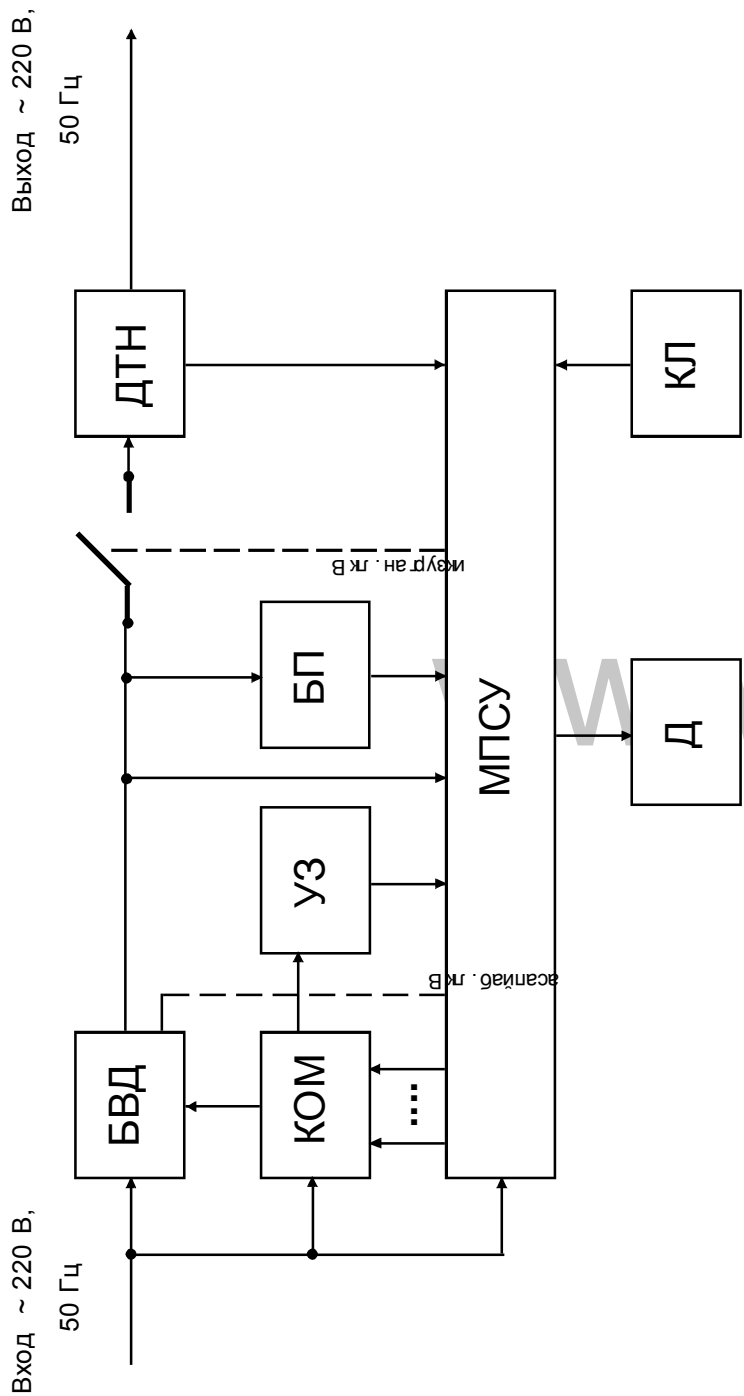 Вход ~ 220 В,
50 Гц
Выход ~ 220 В,
50 Гц
БВД
ДТН
КОМ
УЗ
БП
Вкл. байпаса
Вкл. нагрузки
МПСУ
Д
КЛ
....